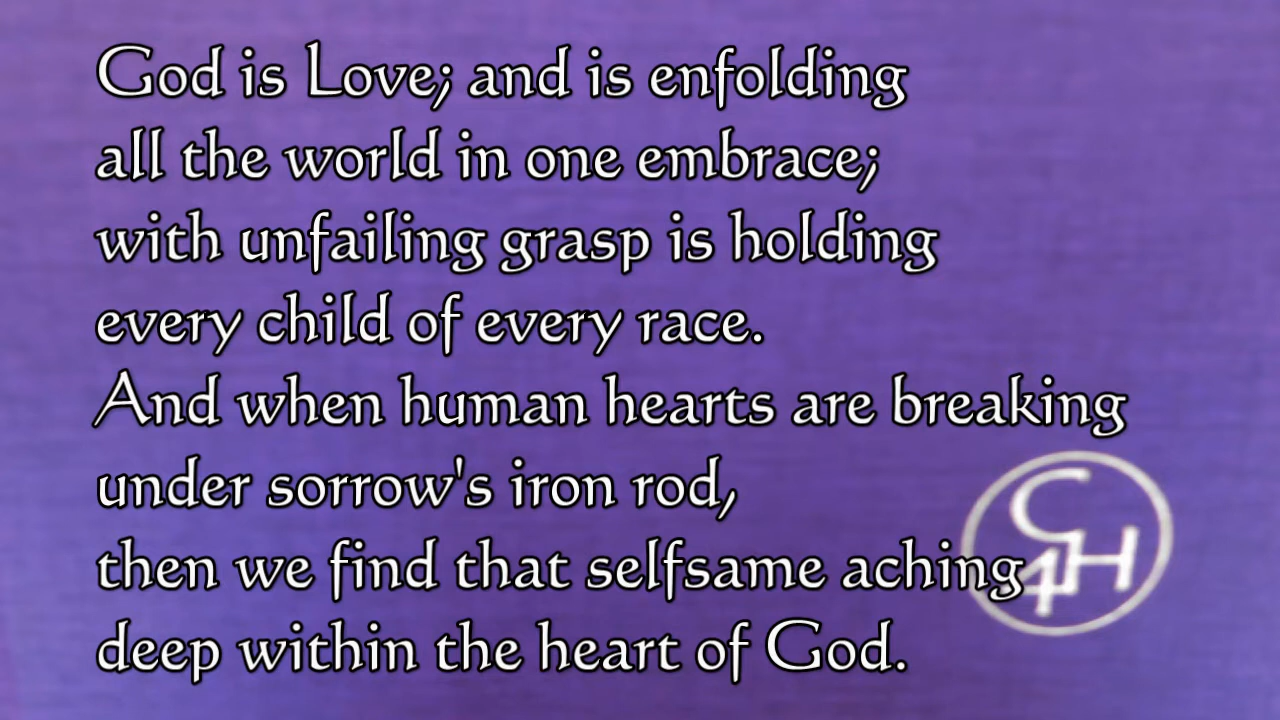 God is Love; and is enfolding
all the world in one embrace;
with unfailing grasp is holding
every child of every race.
And when human hearts are breaking
under sorrow's iron rod,
then we find that selfsame aching
deep within the heart of God.
C4H